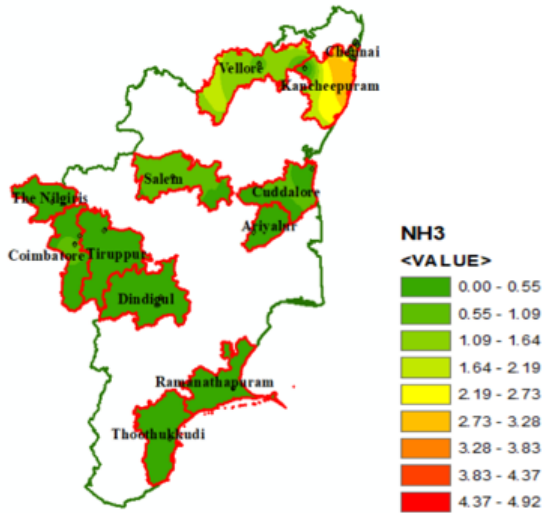 Chennai
Vellore
Kancheepuram
Salem
The Nilgiris
Cuddalore
Ariyalur
Coimbatore
Tiruppur
Dindigul
Ramanathapuram
Thoothukkudi
NH3
<VALUE>
0.00 - 0.55
0.55 - 1.09
1.09 - 1.64
1.64 - 2.19
2.19 - 2.73
2.73 - 3.28
3.28 - 3.83
3.83 - 4.37
4.37 - 4.92